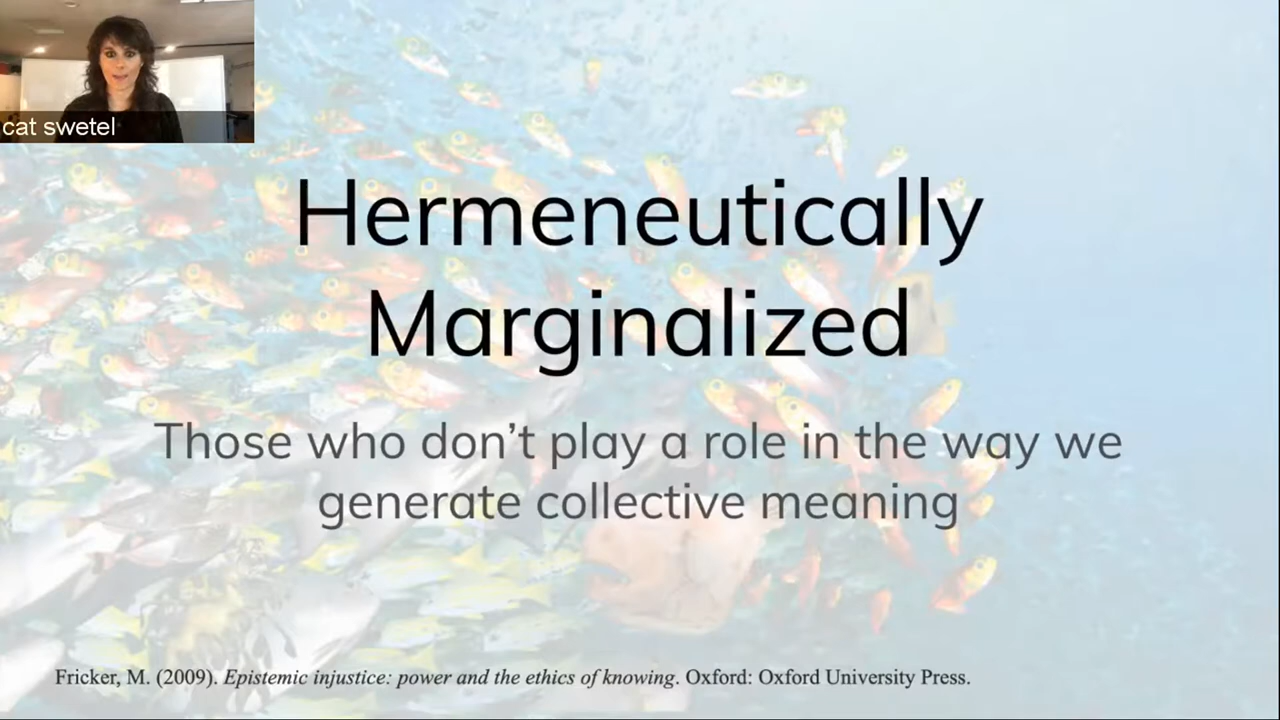 cat swetel
Hermeneutically
Marginalized
Those who don’t play a role in the way we
generate collective meaning
Fricker, M. (2009). Epistemic injustice: power and the ethics of knowing. Oxford: Oxford University Press.